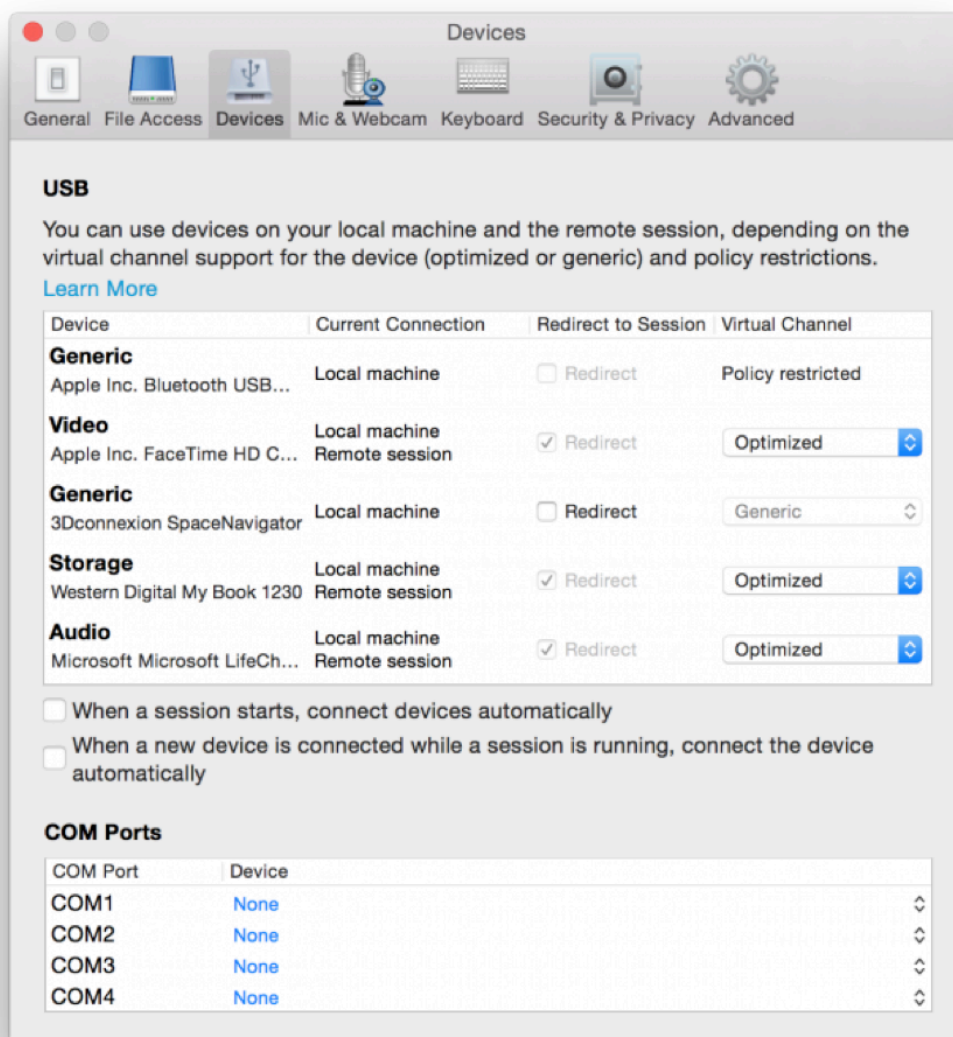 Devices
General File Access Devices Mic & Webcam Keyboard Security & Privacy Advanced
USB
You can use devices on your local machine and the remote session, depending on the
virtual channel support for the device (optimized or generic) and policy restrictions.
Learn More
Device Current Connection Redirect to Session Virtual Channel
Generic
Apple Inc. Bluetooth USB... Local machine Redirect Policy restricted
Video
Local machine
Apple Inc. FaceTime HD C... Remote session Redirect Optimized
Generic
3Dconnexion SpaceNavigator Local machine Redirect Generic
Storage
Local machine
Western Digital My Book 1230 Remote session Redirect Optimized
Audio
Local machine
Microsoft Microsoft LifeCh... Remote session Redirect Optimized
When a session starts, connect devices automatically
When a new device is connected while a session is running, connect the device
automatically
COM Ports
COM Port Device
COM1 None
COM2 None
COM3 None
COM4 None